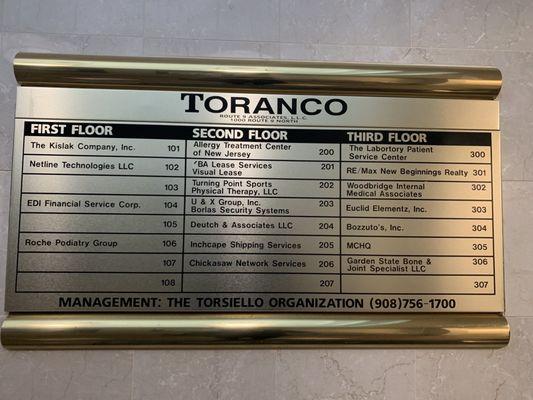 TORANCO
ROUTE 9 ASSOCIATES, L.L.C.
1000 ROUTE 9 NORTH
FIRST FLOOR
The Kislak Company, Inc. 101
Netline Technologies LLC 102
103
EDI Financial Service Corp. 104
105
Roche Podiatry Group 106
107
108
SECOND FLOOR
Allergy Treatment Center
of New Jersey 200
BA Lease Services 201
Visual Lease
Turning Point Sports 202
Physical Therapy, LLC
U & X Group, Inc. 203
Borlas Security Systems
Deutch & Associates LLC 204
Inchcape Shipping Services 205
Chickasaw Network Services 206
207
THIRD FLOOR
The Labortory Patient
Service Center 300
RE/Max New Beginnings Realty 301
Woodbridge Internal 302
Medical Associates
Euclid Elementz, Inc. 303
Bozzuto's, Inc. 304
MCHQ 305
Garden State Bone & 306
Joint Specialist LLC
307
MANAGEMENT: THE TORSIELLO ORGANIZATION (908)756-1700